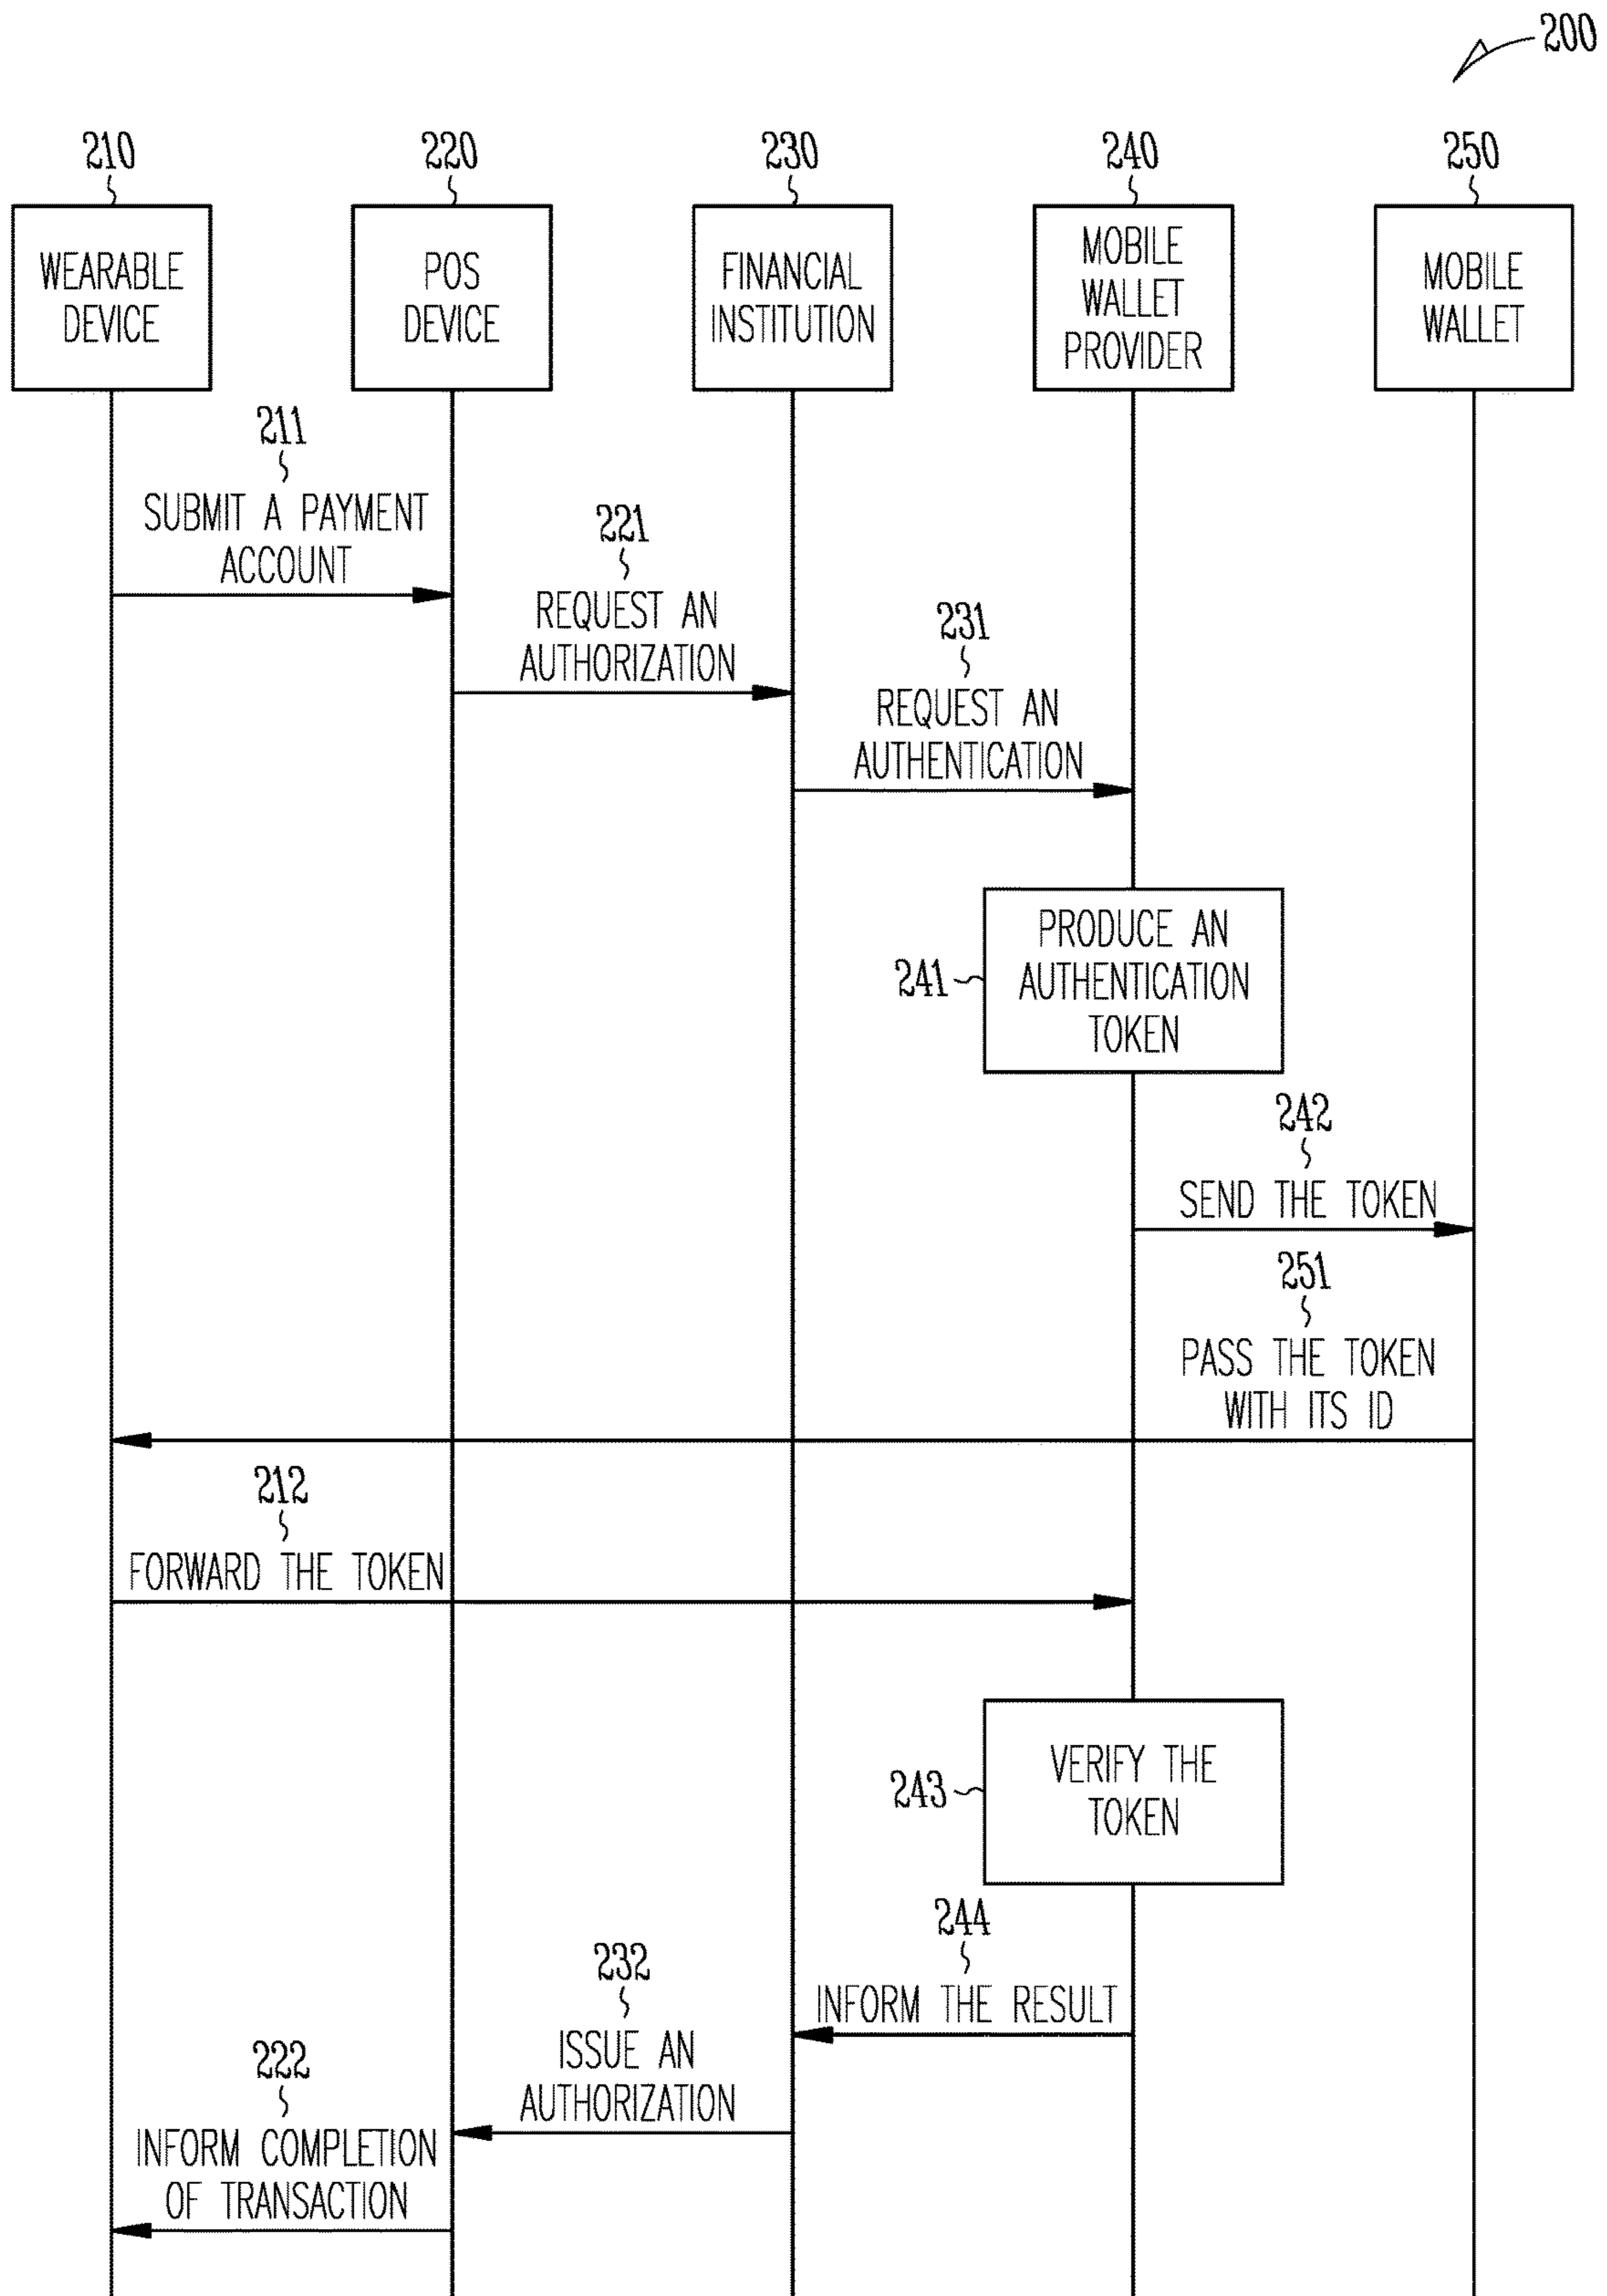 200
210
220
230
240
250
WEARABLE
DEVICE
POS
DEVICE
FINANCIAL
INSTITUTION
MOBILE
WALLET
PROVIDER
MOBILE
WALLET
211
SUBMIT A PAYMENT
ACCOUNT
221
REQUEST AN
AUTHORIZATION
231
REQUEST AN
AUTHENTICATION
241
PRODUCE AN
AUTHENTICATION
TOKEN
242
SEND THE TOKEN
251
PASS THE TOKEN
WITH ITS ID
212
FORWARD THE TOKEN
243
VERIFY THE
TOKEN
244
INFORM THE RESULT
232
ISSUE AN
AUTHORIZATION
222
INFORM COMPLETION
OF TRANSACTION